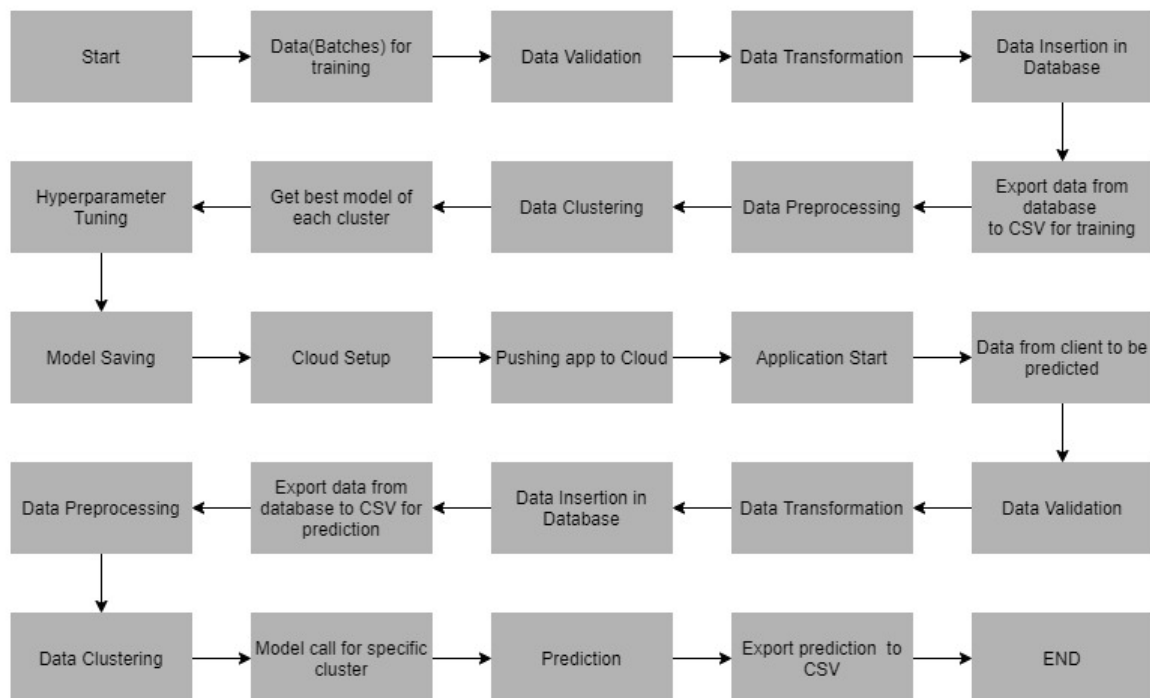 Start
Data(Batches) for
training
Data Validation
Data Transformation
Data Insertion in
Database
Hyperparameter
Tuning
Get best model of
each cluster
Data Clustering
Data Preprocessing
Export data from
database
to CSV for training
Model Saving
Cloud Setup
Pushing app to Cloud
Application Start
Data from client to be
predicted
Data Preprocessing
Export data from
database to CSV for
prediction
Data Insertion in
Database
Data Transformation
Data Validation
Data Clustering
Model call for specific
cluster
Prediction
Export prediction to
CSV
END